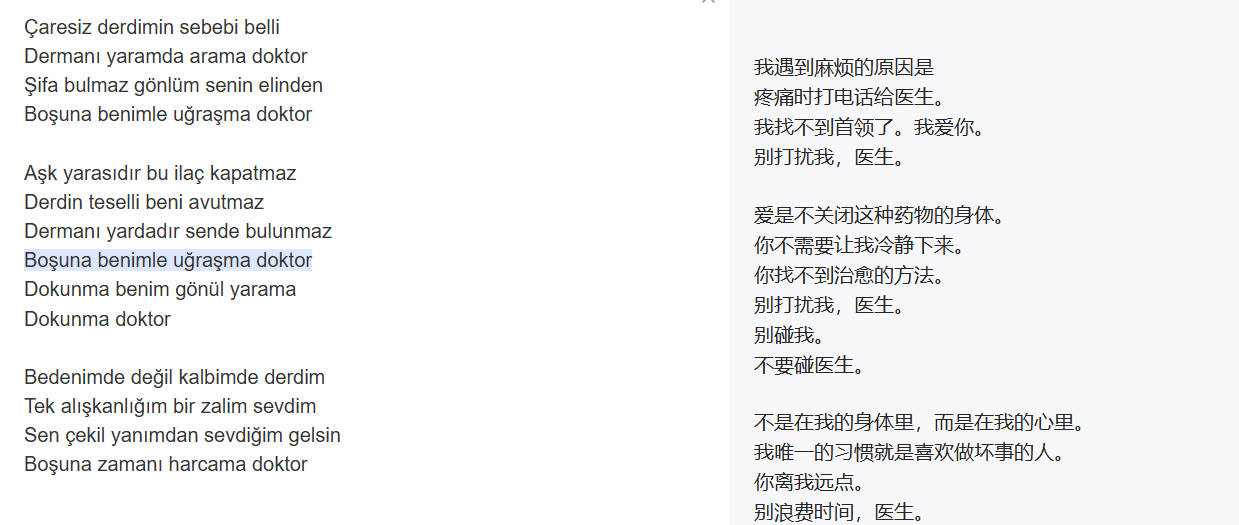 Çaresiz derdimin sebebi belli
Dermanı yaramda arama doktor
Şifa bulmaz gönlüm senin elinden
Boşuna benimle uğraşma doktor
Aşk yarasıdır bu ilaç kapatmaz
Derdin teselli beni avutmaz
Dermanı yardadır sende bulunmaz
Boşuna benimle uğraşma doktor
Dokunma benim gönül yarama
Dokunma doktor
Bedenimde değil kalbimde derdim
Tek alışkanlığım bir zalim sevdim
Sen çekil yanımdan sevdiğim gelsin
Boşuna zamanı harcama doktor
我遇到麻烦的原因是
疼痛时打电话给医生。
我找不到首领了。我爱你。
别打扰我，医生。
爱是不关闭这种药物的身体。
你不需要让我冷静下来。
你找不到治愈的方法。
别打扰我，医生。
别碰我。
不要碰医生。
不是在我的身体里，而是在我的心里。
我唯一的习惯就是喜欢做坏事的人。
你离我远点。
别浪费时间，医生。